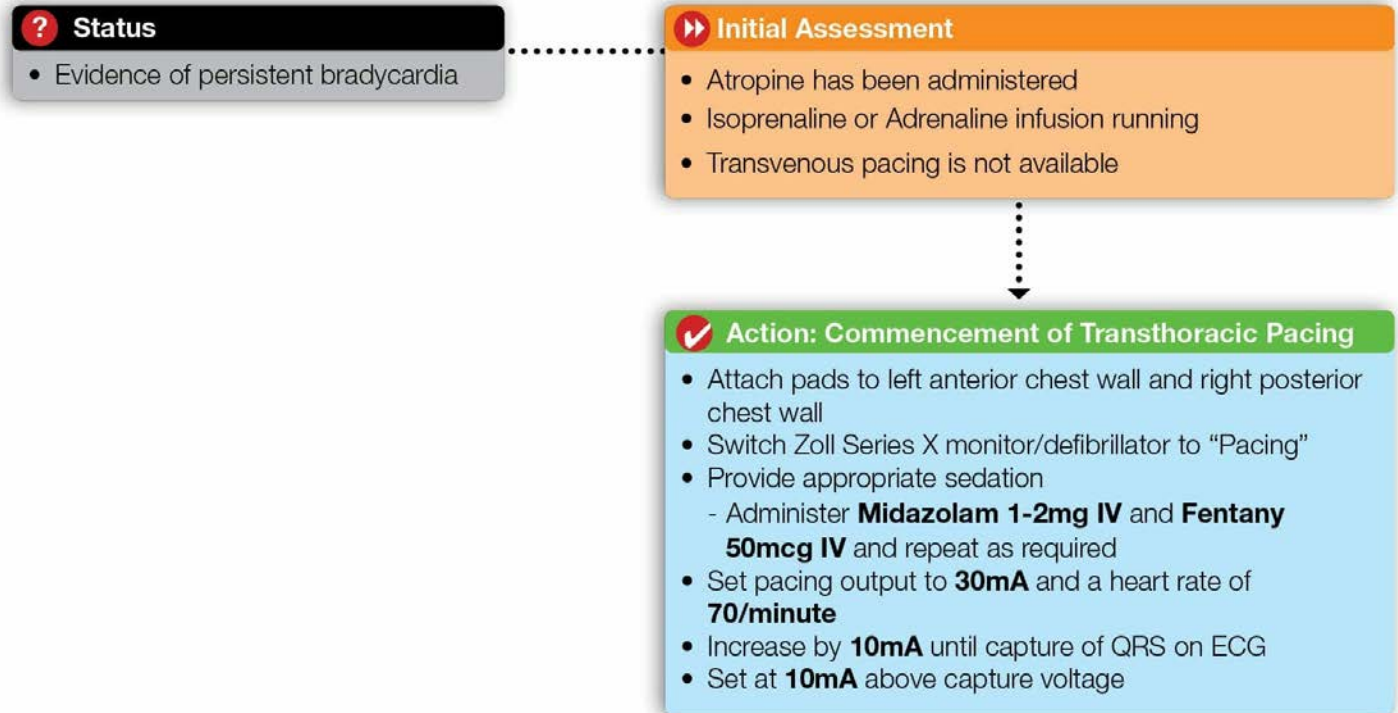 ? Status
• Evidence of persistent bradycardia
Initial Assessment
• Atropine has been administered
• Isoprenaline or Adrenaline infusion running
• Transvenous pacing is not available
Action: Commencement of Transthoracic Pacing
• Attach pads to left anterior chest wall and right posterior
chest wall
• Switch Zoll Series X monitor/defibrillator to “Pacing”
• Provide appropriate sedation
- Administer Midazolam 1-2mg IV and Fentany
50mcg IV and repeat as required
• Set pacing output to 30mA and a heart rate of
70/minute
• Increase by 10mA until capture of QRS on ECG
• Set at 10mA above capture voltage